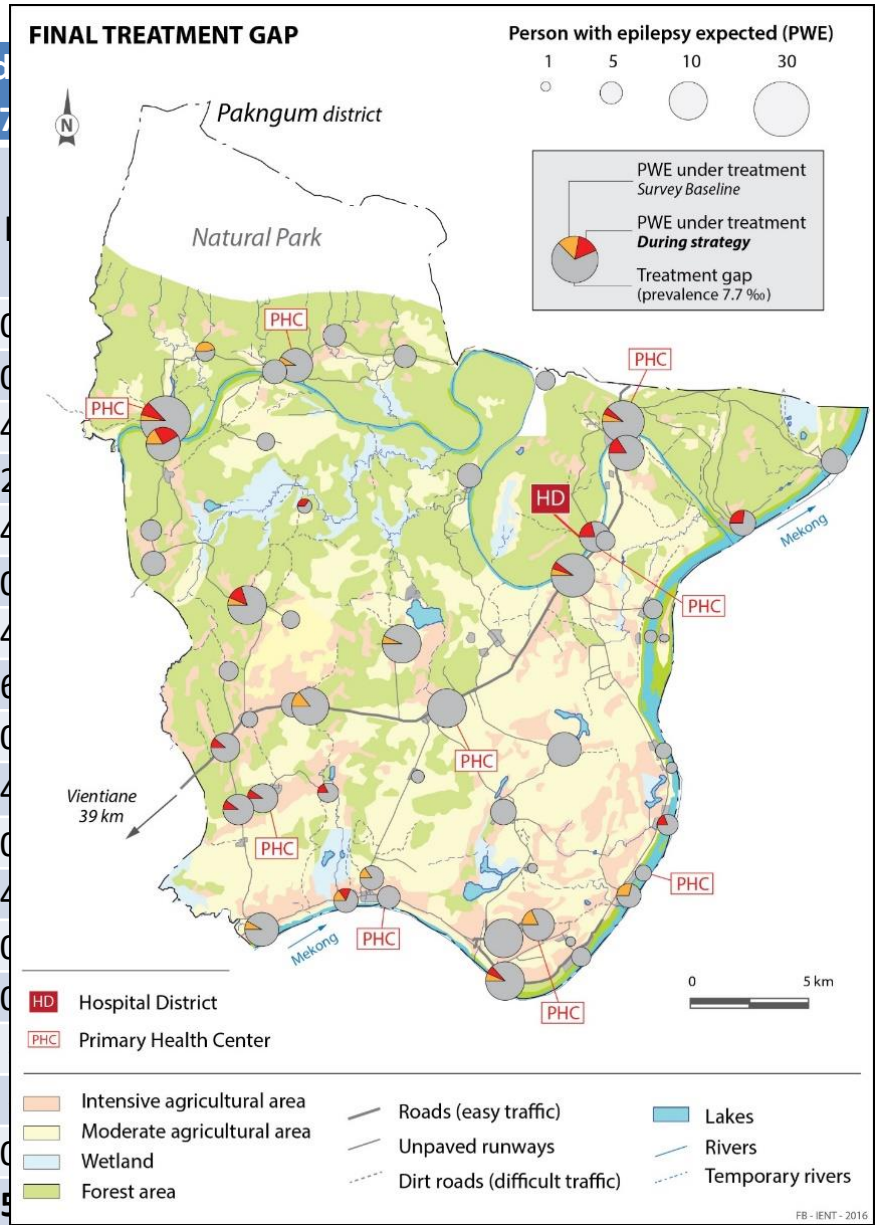 FINAL TREATMENT GAP
Person with epilepsy expected (PWE)
1 5 10 30
N
Pakngum district
Natural Park
PWE under treatment
Survey Baseline
PWE under treatment
During strategy
Treatment gap
(prevalence 7.7 ‰)
PHC
PHC
PHC
HD
Mekong
PHC
PHC
Vientiane
39 km
PHC
PHC
Mekong
PHC
PHC
0 5 km
HD Hospital District
PHC Primary Health Center
Intensive agricultural area
Moderate agricultural area
Wetland
Forest area
Roads (easy traffic)
Unpaved runways
Dirt roads (difficult traffic)
Lakes
Rivers
Temporary rivers
FB - IENT - 2016